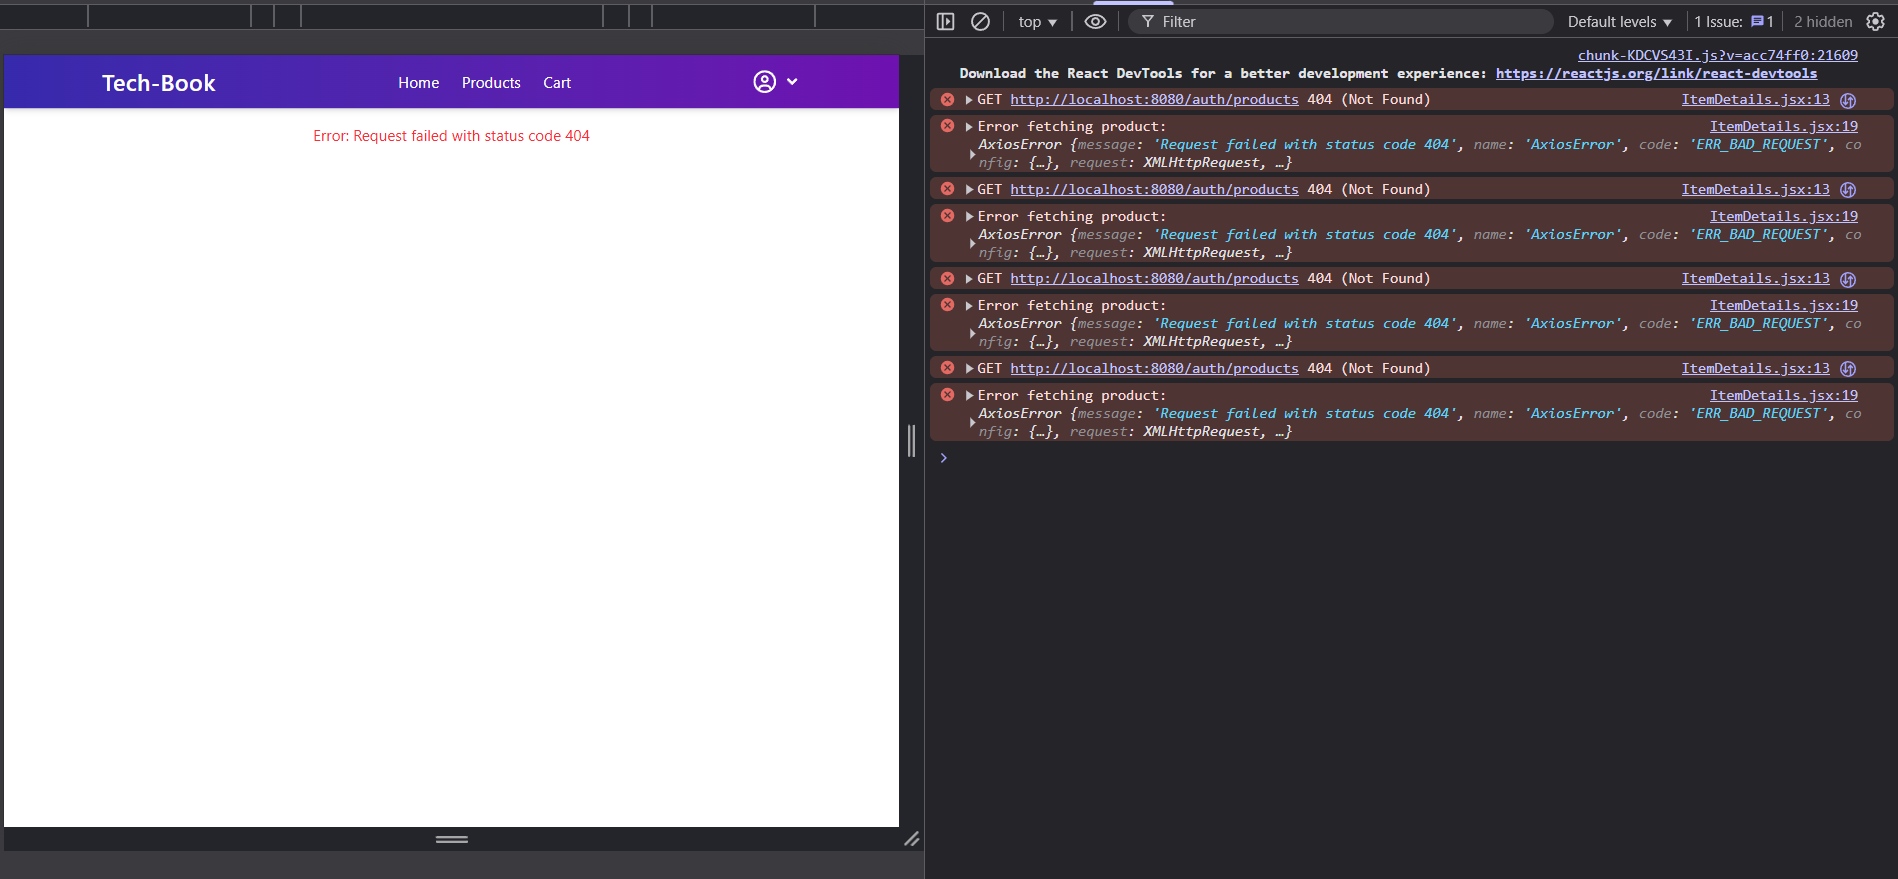 Tech-Book
Home Products Cart
Error: Request failed with status code 404
top Filter Default levels 1 Issue: 1 2 hidden
chunk-KDCVS43I.js?v=acc74ff0:21609
Download the React DevTools for a better development experience: https://reactjs.org/link/react-devtools
GET http://localhost:8080/auth/products 404 (Not Found) ItemDetails.jsx:13
Error fetching product: ItemDetails.jsx:19
AxiosError {message: 'Request failed with status code 404', name: 'AxiosError', code: 'ERR_BAD_REQUEST', co
nfig: {…}, request: XMLHttpRequest, …}
GET http://localhost:8080/auth/products 404 (Not Found) ItemDetails.jsx:13
Error fetching product: ItemDetails.jsx:19
AxiosError {message: 'Request failed with status code 404', name: 'AxiosError', code: 'ERR_BAD_REQUEST', co
nfig: {…}, request: XMLHttpRequest, …}
GET http://localhost:8080/auth/products 404 (Not Found) ItemDetails.jsx:13
Error fetching product: ItemDetails.jsx:19
AxiosError {message: 'Request failed with status code 404', name: 'AxiosError', code: 'ERR_BAD_REQUEST', co
nfig: {…}, request: XMLHttpRequest, …}
GET http://localhost:8080/auth/products 404 (Not Found) ItemDetails.jsx:13
Error fetching product: ItemDetails.jsx:19
AxiosError {message: 'Request failed with status code 404', name: 'AxiosError', code: 'ERR_BAD_REQUEST', co
nfig: {…}, request: XMLHttpRequest, …}